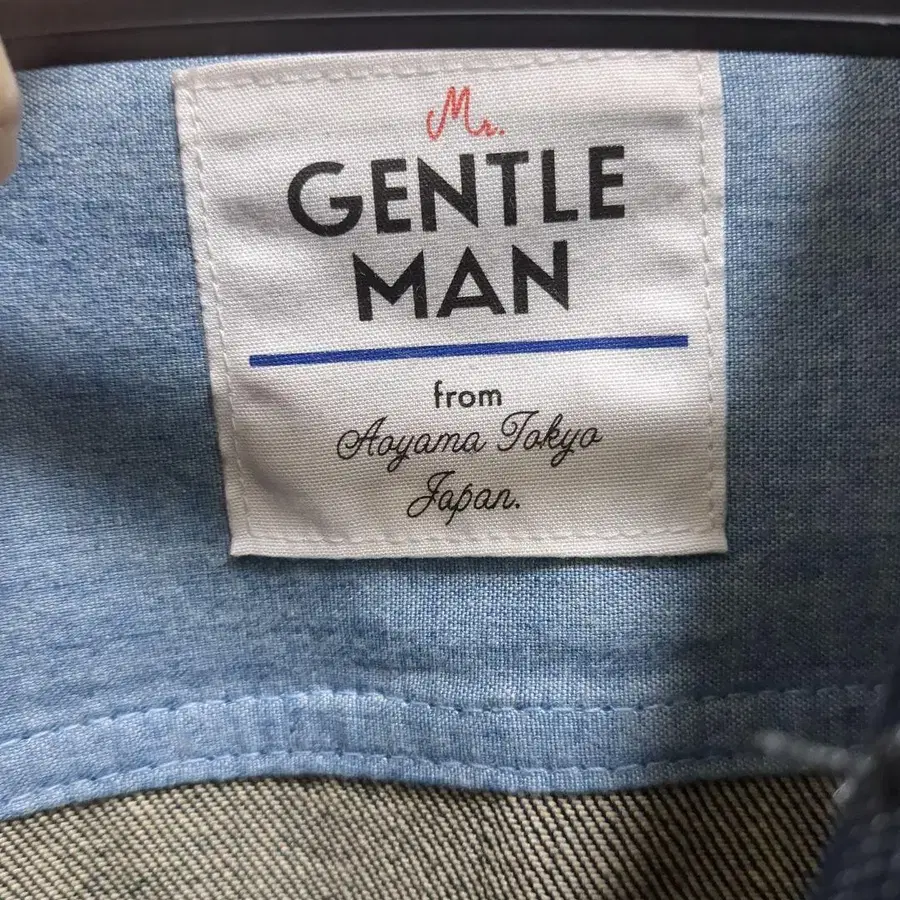 Mr.
GENTLE
MAN
from
Aoyama Tokyo
Japan.